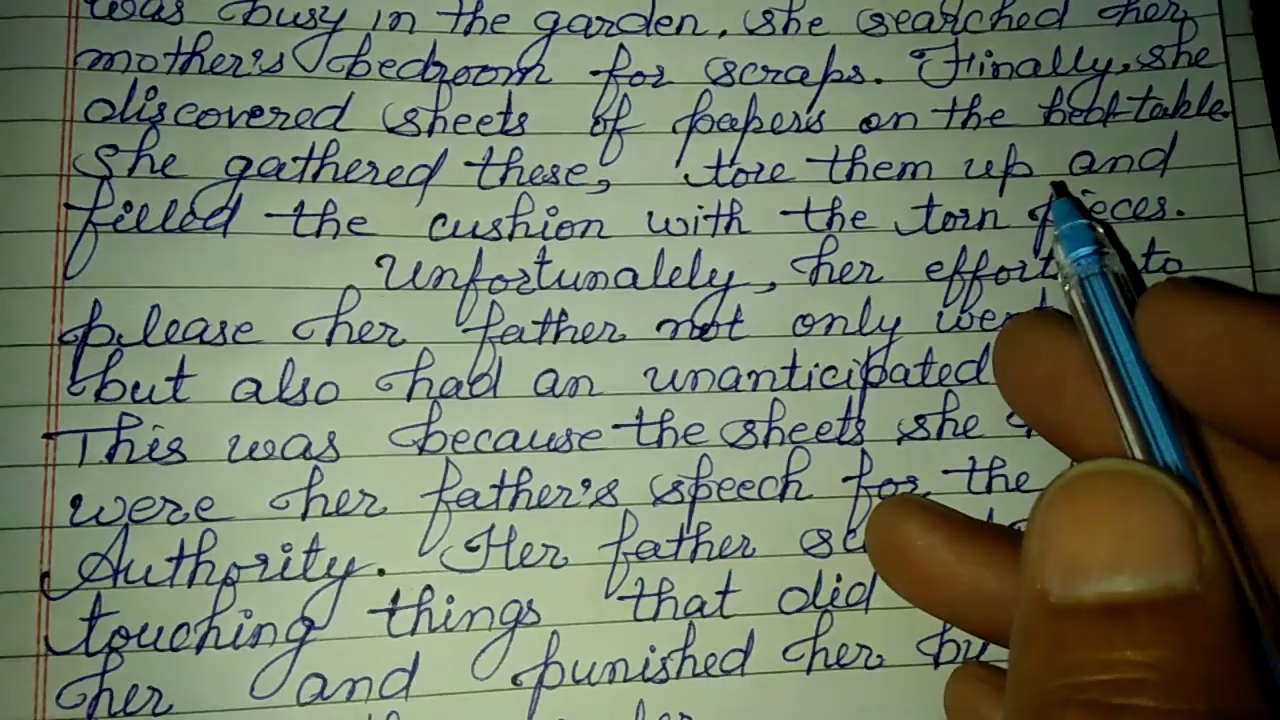 was busy in the garden, she searched her
mother's bedroom for scraps. Finally, she
discovered sheets of papers on the
She gathered these, tore them up and
filled the cushion with the torn pieces.
Unfortunalely, her effort to
please her father not only
but also had an unanticipated
This was because the sheets she
were her father's speech for the
Authority. Her father
touching things that did
her and punished her